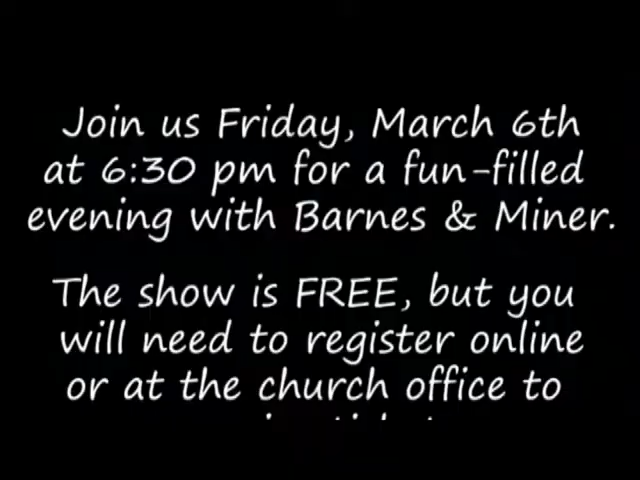 Join us Friday, March 6th
at 6:30 pm for a fun-filled
evening with Barnes & Miner.
The show is FREE, but you
will need to register online
or at the church office to